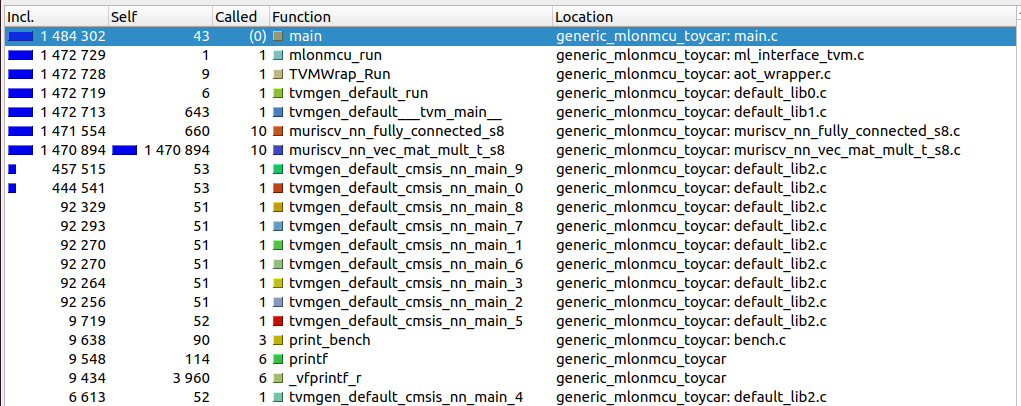 Incl. Self Called Function Location
1 484 302 43 (0) main generic_mlonmcu_toycar: main.c
1 472 729 1 1 mlonmcu_run generic_mlonmcu_toycar: ml_interface_tvm.c
1 472 728 9 1 TVMWrap_Run generic_mlonmcu_toycar: aot_wrapper.c
1 472 719 6 1 tvmgen_default_run generic_mlonmcu_toycar: default_lib0.c
1 472 713 643 1 tvmgen_default___tvm_main__ generic_mlonmcu_toycar: default_lib1.c
1 471 554 660 10 muriscv_nn_fully_connected_s8 generic_mlonmcu_toycar: muriscv_nn_fully_connected_s8.c
1 470 894 1 470 894 10 muriscv_nn_vec_mat_mult_t_s8 generic_mlonmcu_toycar: muriscv_nn_vec_mat_mult_t_s8.c
457 515 53 1 tvmgen_default_cmsis_nn_main_9 generic_mlonmcu_toycar: default_lib2.c
444 541 53 1 tvmgen_default_cmsis_nn_main_0 generic_mlonmcu_toycar: default_lib2.c
92 329 51 1 tvmgen_default_cmsis_nn_main_8 generic_mlonmcu_toycar: default_lib2.c
92 293 51 1 tvmgen_default_cmsis_nn_main_7 generic_mlonmcu_toycar: default_lib2.c
92 270 51 1 tvmgen_default_cmsis_nn_main_1 generic_mlonmcu_toycar: default_lib2.c
92 270 51 1 tvmgen_default_cmsis_nn_main_6 generic_mlonmcu_toycar: default_lib2.c
92 264 51 1 tvmgen_default_cmsis_nn_main_3 generic_mlonmcu_toycar: default_lib2.c
92 256 51 1 tvmgen_default_cmsis_nn_main_2 generic_mlonmcu_toycar: default_lib2.c
9 719 52 1 tvmgen_default_cmsis_nn_main_5 generic_mlonmcu_toycar: default_lib2.c
9 638 90 3 print_bench generic_mlonmcu_toycar: bench.c
9 548 114 6 printf generic_mlonmcu_toycar
9 434 3 960 6 _vfprintf_r generic_mlonmcu_toycar
6 613 52 1 tvmgen_default_cmsis_nn_main_4 generic_mlonmcu_toycar: default_lib2.c